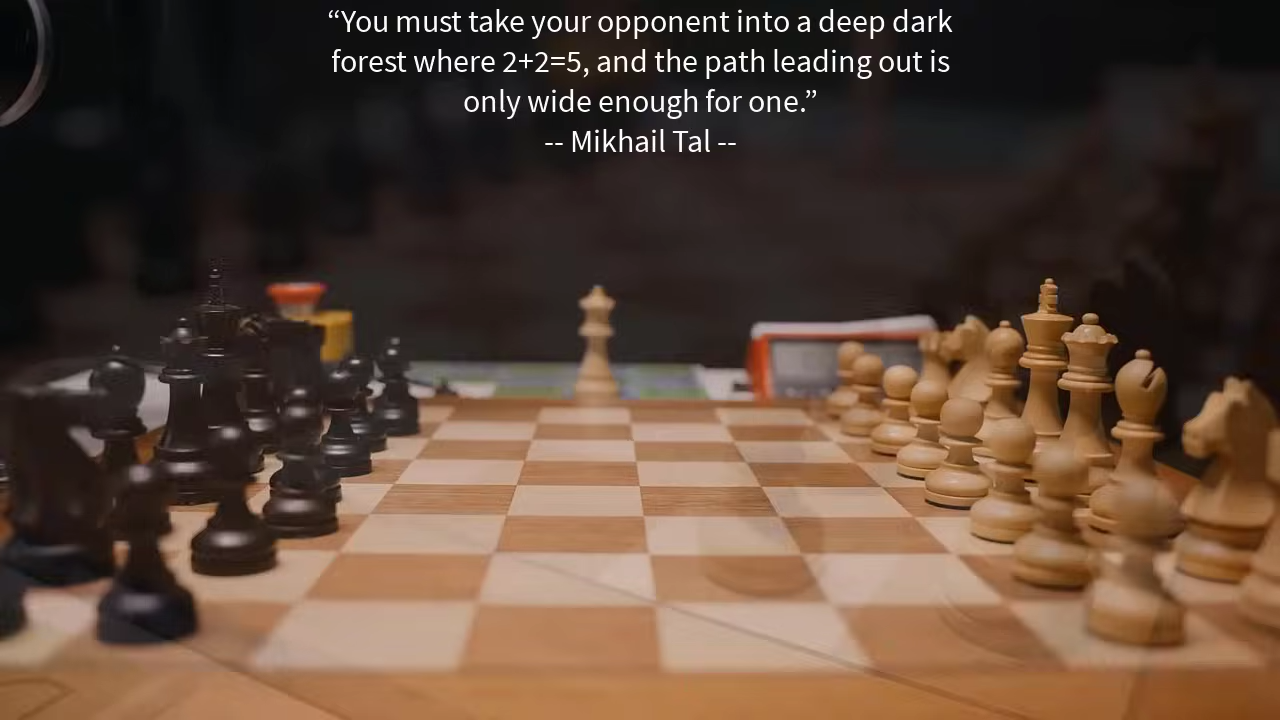 “You must take your opponent into a deep dark
forest where 2+2=5, and the path leading out is
only wide enough for one.”
-- Mikhail Tal --